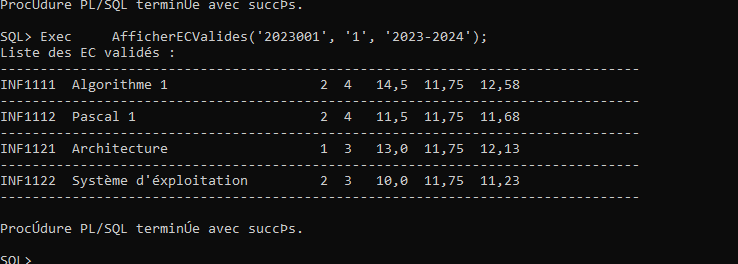 ProcÚdure PL/SQL terminÚe avec succÞs.
SQL> Exec     AfficherECValides('2023001', '1', '2023-2024');
Liste des EC validés :
--------------------------------------------------------------------------------
INF1111  Algorithme 1                   2  4   14,5  11,75  12,58
--------------------------------------------------------------------------------
INF1112  Pascal 1                       2  4   11,5  11,75  11,68
--------------------------------------------------------------------------------
INF1121  Architecture                   1  3   13,0  11,75  12,13
--------------------------------------------------------------------------------
INF1122  Système d'éxploitation         2  3   10,0  11,75  11,23
--------------------------------------------------------------------------------
ProcÚdure PL/SQL terminÚe avec succÞs.
SQL>